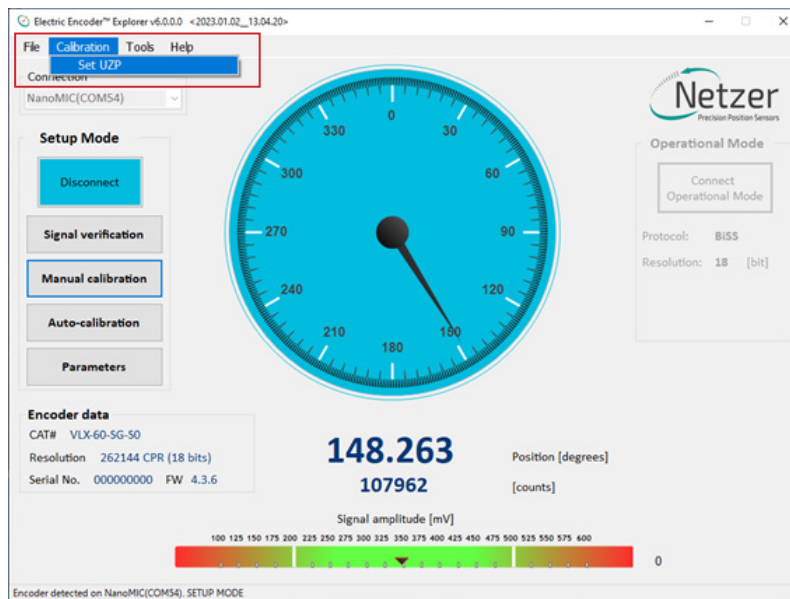 Electric Encoder™ Explorer v6.0.0.0 <2023.01.02__13.04.20>
File Calibration Tools Help
Set UZP
Connection
NanoMIC(COM54)
Setup Mode
Disconnect
Signal verification
Manual calibration
Auto-calibration
Parameters
0
30
60
90
120
150
180
210
240
270
300
330
Netzer
Precision Position Sensors
Operational Mode
Connect
Operational Mode
Protocol: BiSS
Resolution: 18 [bit]
Encoder data
CAT# VLX-60-SG-S0
Resolution 262144 CPR (18 bits)
Serial No. 000000000 FW 4.3.6
148.263 Position [degrees]
107962 [counts]
Signal amplitude [mV]
100 125 150 175 200 225 250 275 300 325 350 375 400 425 450 475 500 525 550 575 600
0
Encoder detected on NanoMIC(COM54). SETUP MODE